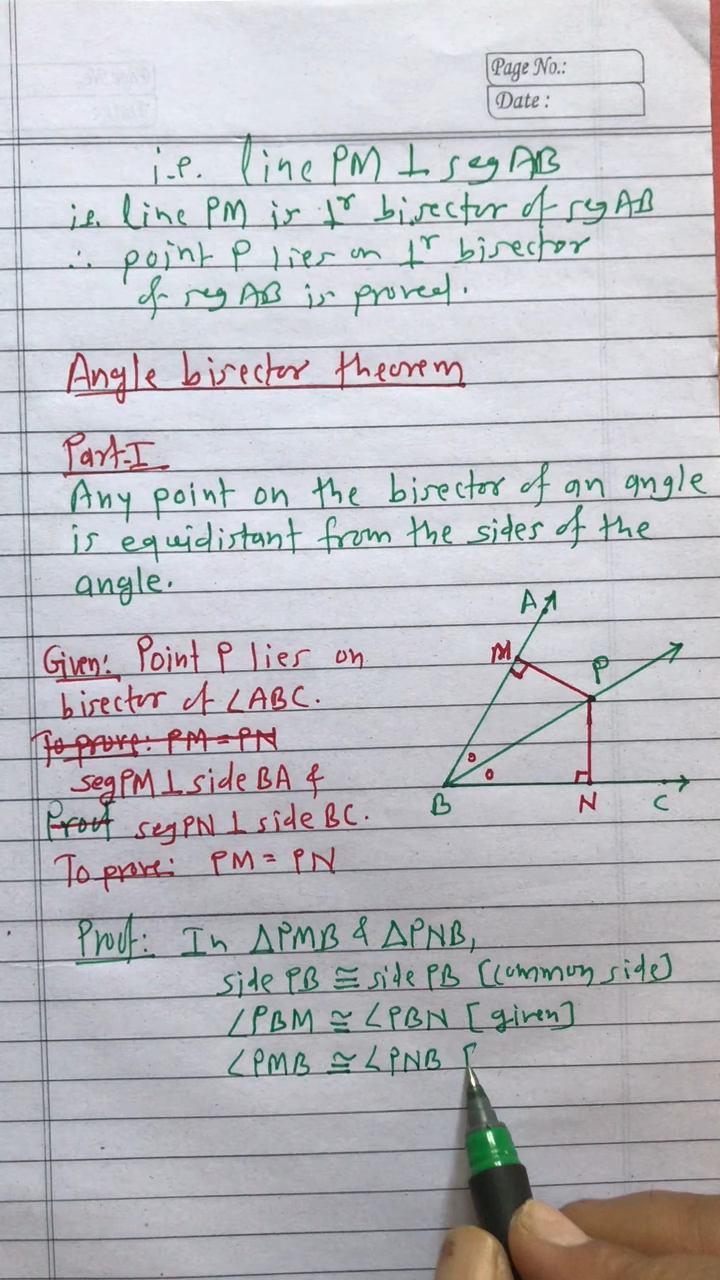 Page No.:
Date :
i.e. line PM ⊥ seg AB
i.e. line PM is ⊥r bisector of seg AB
∴ point P lies on ⊥r bisector
of seg AB is proved.
Angle bisector theorem
Part-I
Any point on the bisector of an angle
is equidistant from the sides of the
angle.
Given: Point P lies on
bisector of ∠ABC.
To prove: PM = PN
seg PM ⊥ side BA &
Proof seg PN ⊥ side BC.
To prove: PM = PN
A
M
P
B
N
C
Proof: In ΔPMB & ΔPNB,
side PB ≅ side PB [common side]
∠PBM ≅ ∠PBN [given]
∠PMB ≅ ∠PNB [